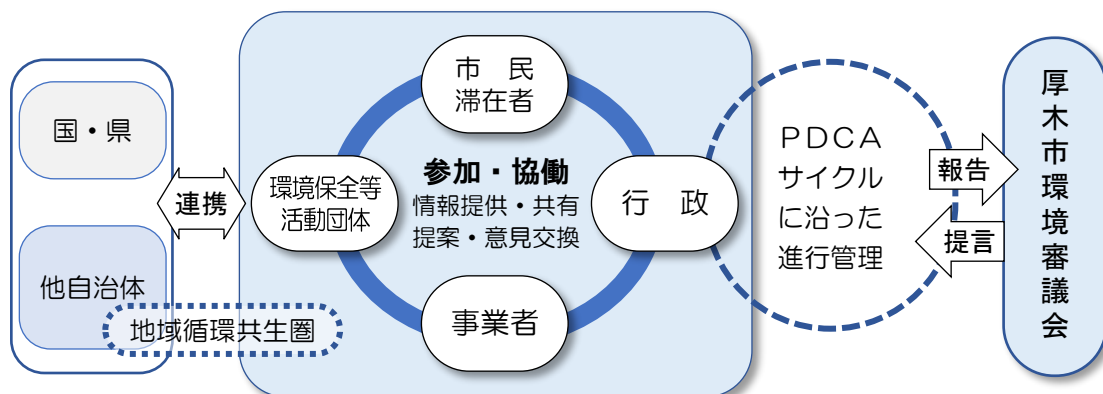 国・県
他自治体
地域循環共生圏
連携
市　民
滞在者
環境保全等
活動団体
参加・協働
情報提供・共有
提案・意見交換
行　政
事業者
ＰＤＣＡ
サイクル
に沿った
進行管理
報告
提言
厚木市環境審議会